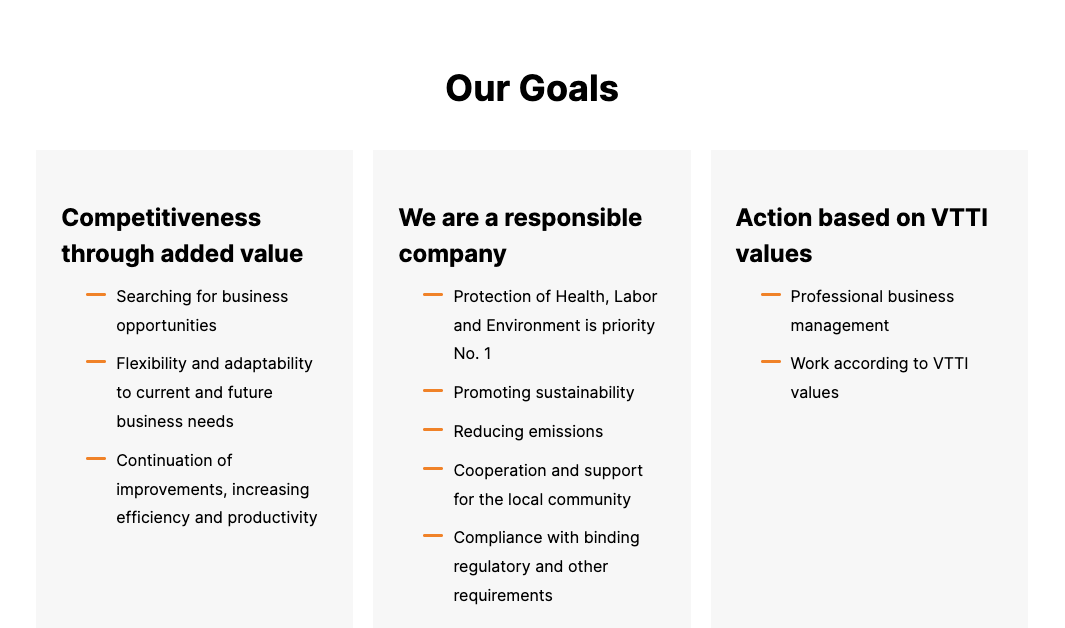 Our Goals
Competitiveness
through added value
Searching for business
opportunities
Flexibility and adaptability
to current and future
business needs
Continuation of
improvements, increasing
efficiency and productivity
We are a responsible
company
Protection of Health, Labor
and Environment is priority
No. 1
Promoting sustainability
Reducing emissions
Cooperation and support
for the local community
Compliance with binding
regulatory and other
requirements
Action based on VTTI
values
Professional business
management
Work according to VTTI
values